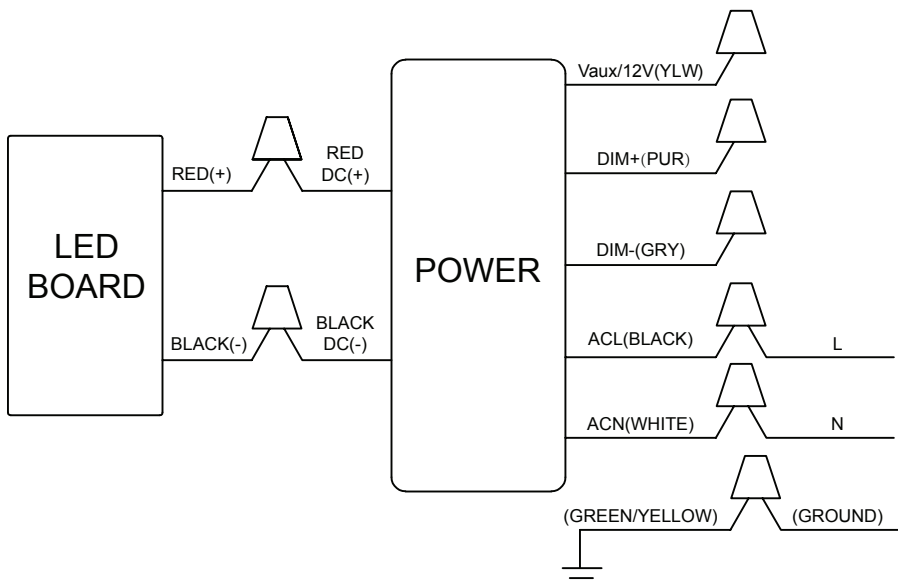 LED
BOARD
RED(+)
RED
DC(+)
BLACK(-)
BLACK
DC(-)
POWER
Vaux/12V(YLW)
DIM+(PUR)
DIM-(GRY)
ACL(BLACK)
L
ACN(WHITE)
N
(GREEN/YELLOW)
(GROUND)